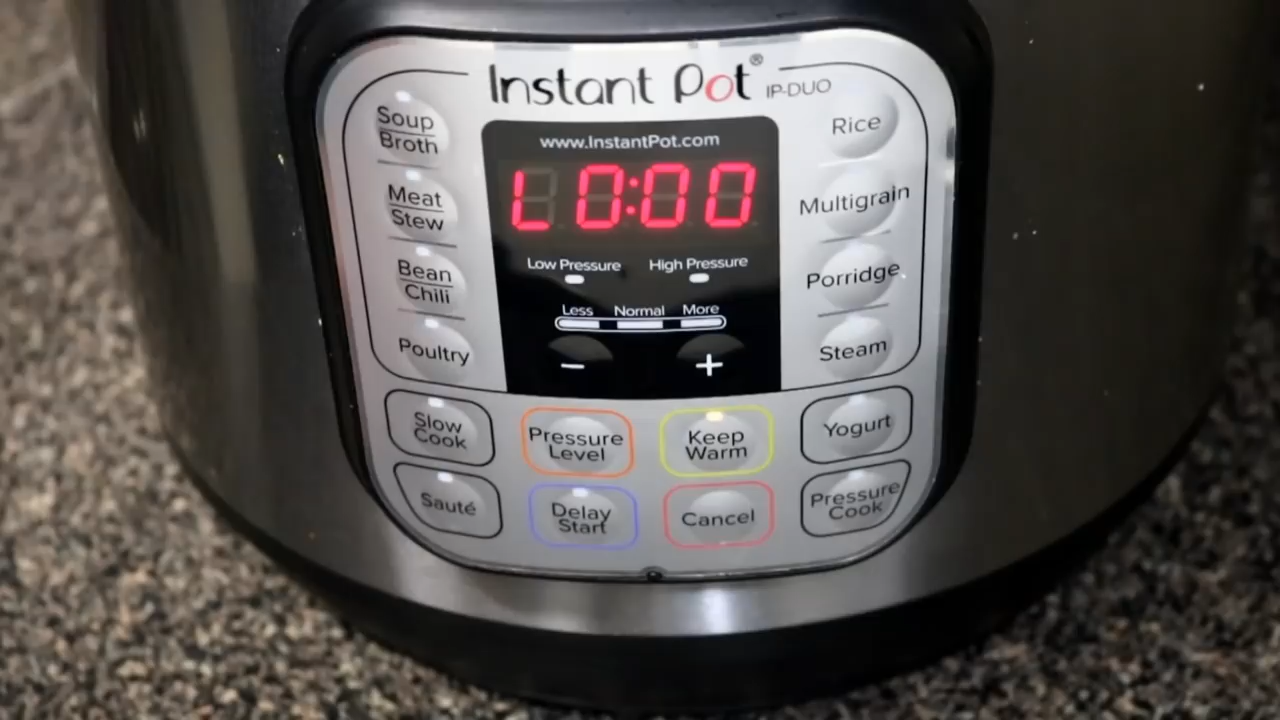 Instant Pot® IP-DUO
www.InstantPot.com
L0:00
Low Pressure High Pressure
Less Normal More
− +
Soup
Broth
Meat
Stew
Bean
Chili
Poultry
Rice
Multigrain
Porridge
Steam
Slow
Cook
Pressure
Level
Keep
Warm
Yogurt
Sauté
Delay
Start
Cancel
Pressure
Cook